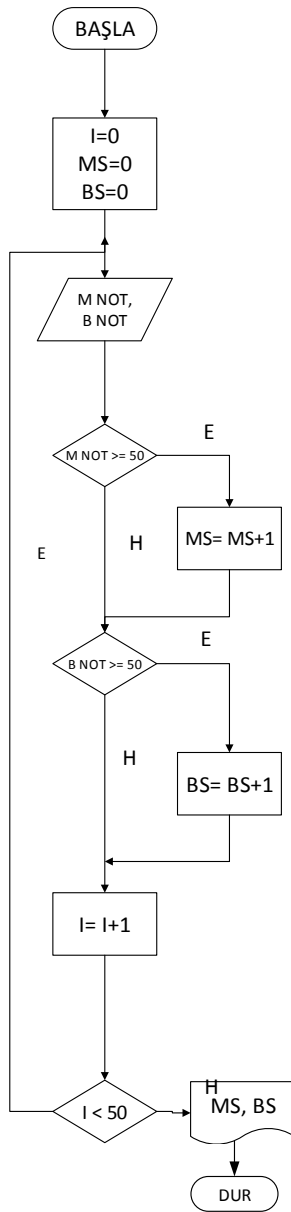 BAŞLA
I=0
MS=0
BS=0
M NOT,
B NOT
E
M NOT >= 50
H
MS= MS+1
E
E
B NOT >= 50
H
BS= BS+1
I= I+1
I < 50
H
MS, BS
DUR